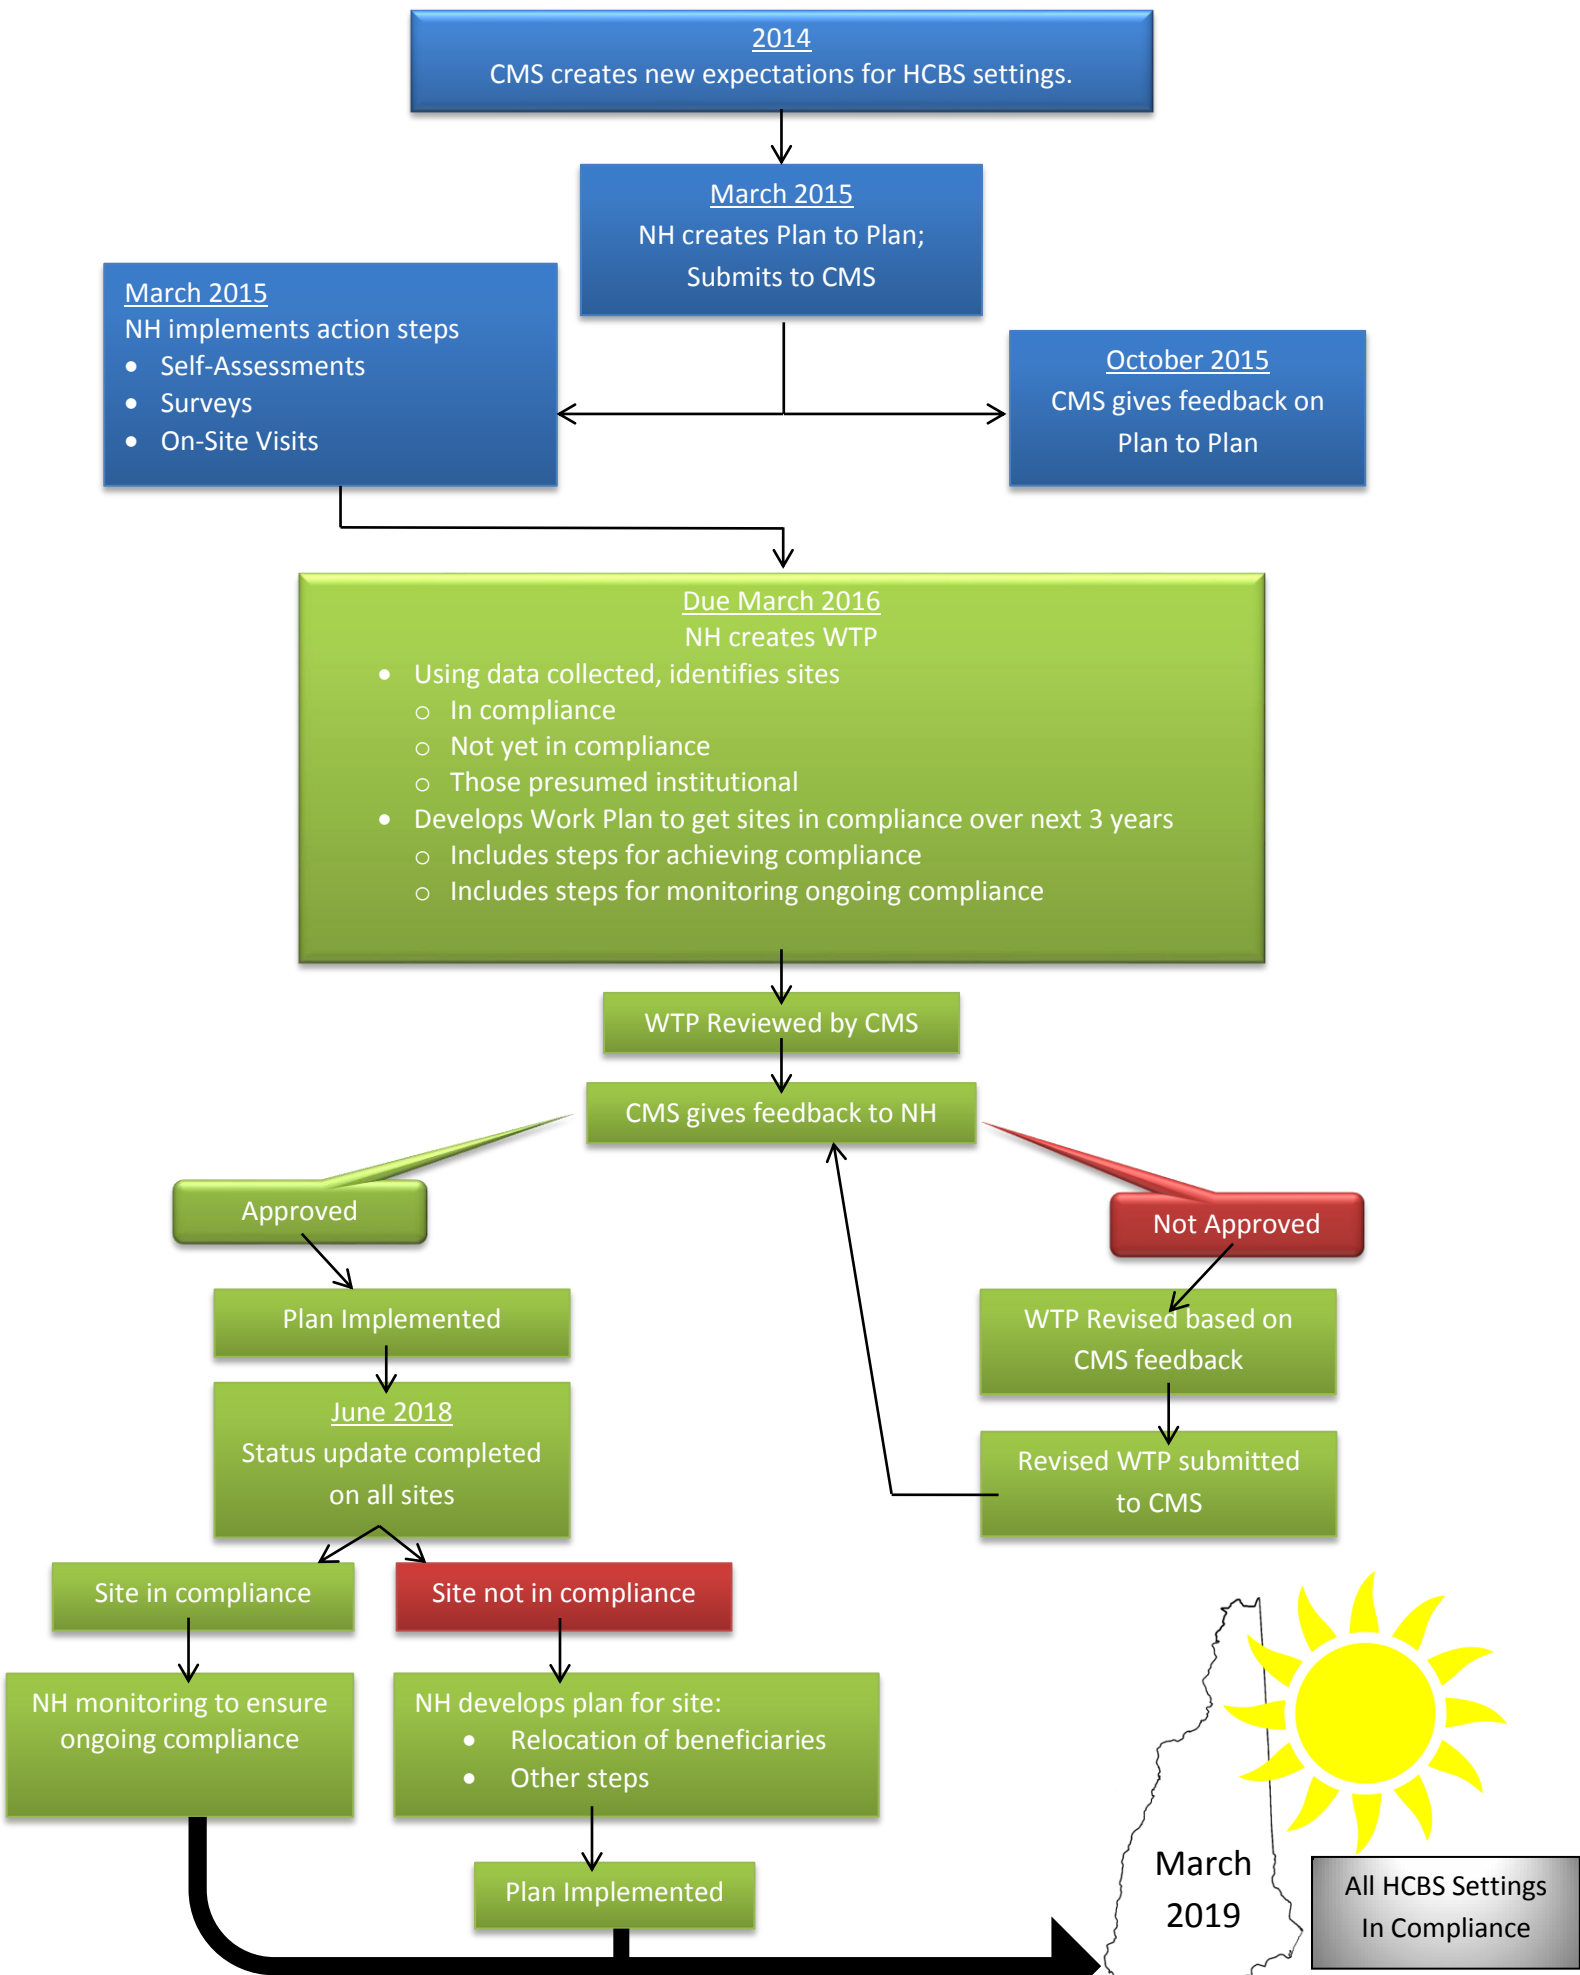 2014
CMS creates new expectations for HCBS settings.
March 2015
NH creates Plan to Plan;
Submits to CMS
March 2015
NH implements action steps
• Self-Assessments
• Surveys
• On-Site Visits
October 2015
CMS gives feedback on
Plan to Plan
Due March 2016
NH creates WTP
• Using data collected, identifies sites
o In compliance
o Not yet in compliance
o Those presumed institutional
• Develops Work Plan to get sites in compliance over next 3 years
o Includes steps for achieving compliance
o Includes steps for monitoring ongoing compliance
WTP Reviewed by CMS
CMS gives feedback to NH
Approved
Not Approved
Plan Implemented
WTP Revised based on
CMS feedback
June 2018
Status update completed
on all sites
Revised WTP submitted
to CMS
Site in compliance
Site not in compliance
NH monitoring to ensure
ongoing compliance
NH develops plan for site:
• Relocation of beneficiaries
• Other steps
Plan Implemented
March
2019
All HCBS Settings
In Compliance